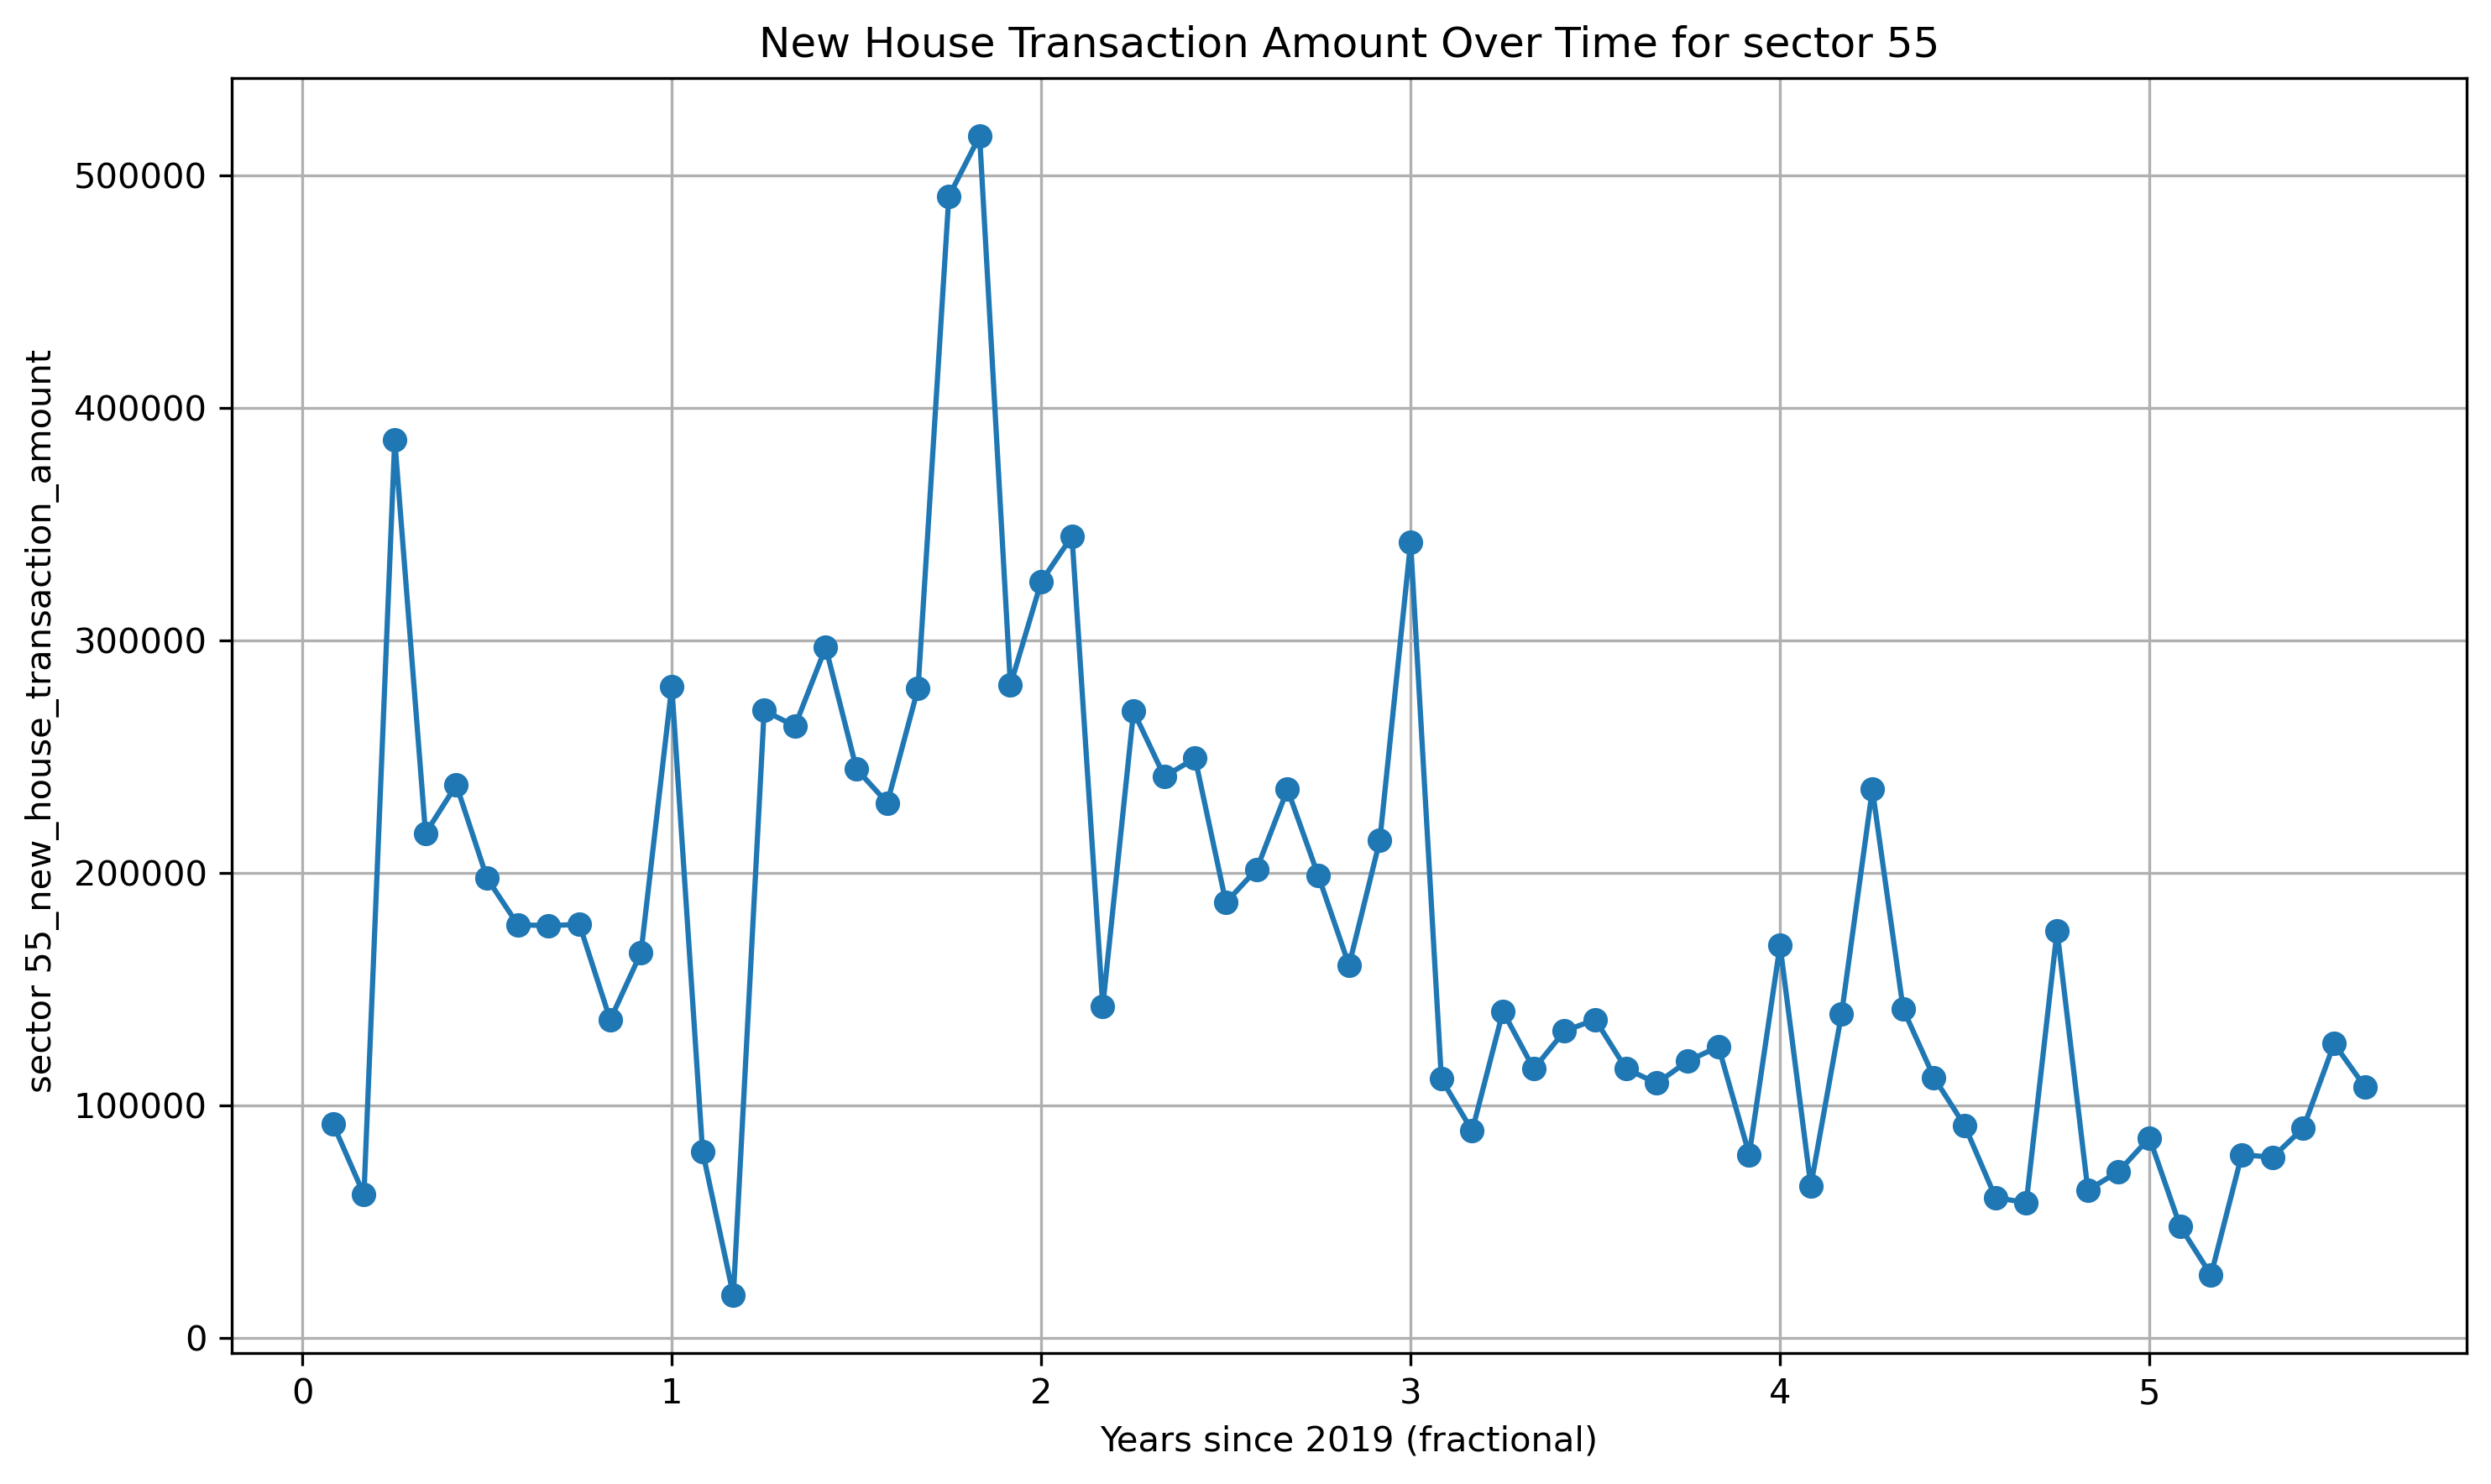 New House Transaction Amount Over Time for sector 55
sector 55_new_house_transaction_amount
500000
400000
300000
200000
100000
0
0 1 2 3 4 5
Years since 2019 (fractional)